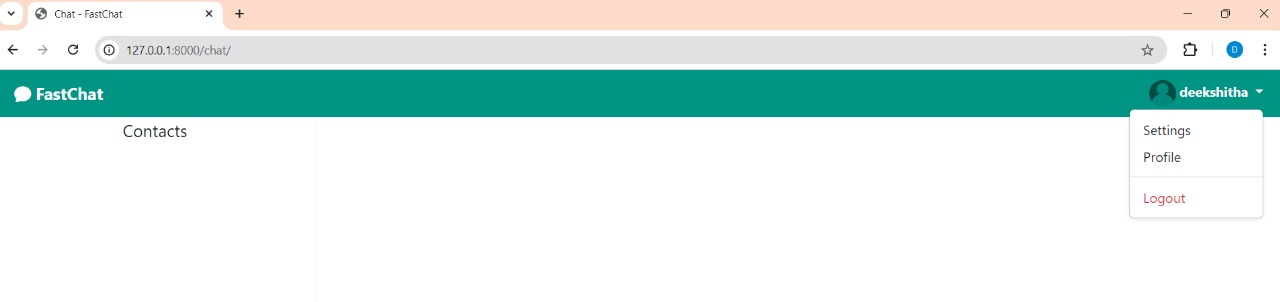 Chat - FastChat
127.0.0.1:8000/chat/
D
FastChat
deekshitha
Contacts
Settings
Profile
Logout